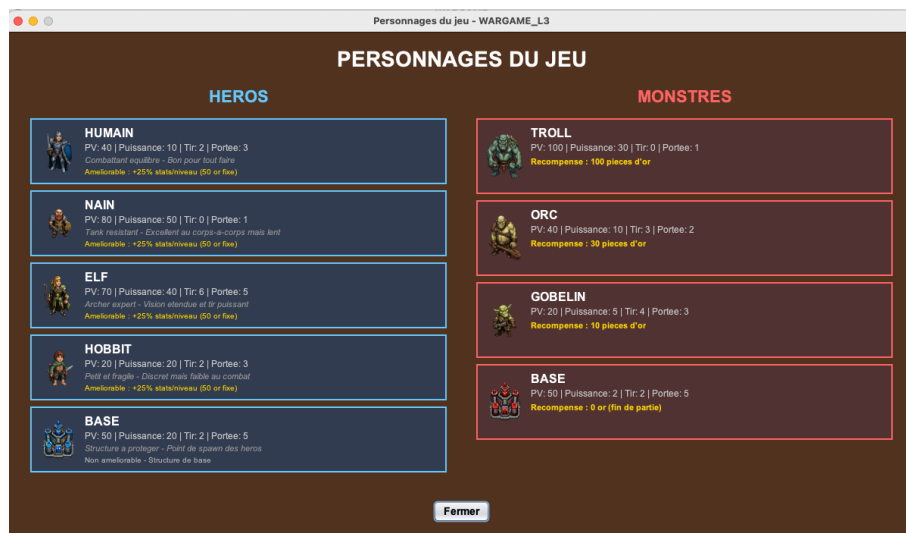 Personnages du jeu - WARGAME_L3
PERSONNAGES DU JEU
HEROS
HUMAIN
PV: 40 | Puissance: 10 | Tir: 2 | Portee: 3
Combattant equilibre - Bon pour tout faire
Ameliorable : +25% stats/niveau (50 or fixe)
NAIN
PV: 80 | Puissance: 50 | Tir: 0 | Portee: 1
Tank resistant - Excellent au corps-a-corps mais lent
Ameliorable : +25% stats/niveau (50 or fixe)
ELF
PV: 70 | Puissance: 40 | Tir: 6 | Portee: 5
Archer expert - Vision etendue et tir puissant
Ameliorable : +25% stats/niveau (50 or fixe)
HOBBIT
PV: 20 | Puissance: 20 | Tir: 2 | Portee: 3
Petit et fragile - Discret mais faible au combat
Ameliorable : +25% stats/niveau (50 or fixe)
BASE
PV: 50 | Puissance: 20 | Tir: 2 | Portee: 5
Structure a proteger - Point de spawn des heros
Non ameliorable - Structure de base
MONSTRES
TROLL
PV: 100 | Puissance: 30 | Tir: 0 | Portee: 1
Recompense : 100 pieces d'or
ORC
PV: 40 | Puissance: 10 | Tir: 3 | Portee: 2
Recompense : 30 pieces d'or
GOBELIN
PV: 20 | Puissance: 5 | Tir: 4 | Portee: 3
Recompense : 10 pieces d'or
BASE
PV: 50 | Puissance: 2 | Tir: 2 | Portee: 5
Recompense : 0 or (fin de partie)
Fermer